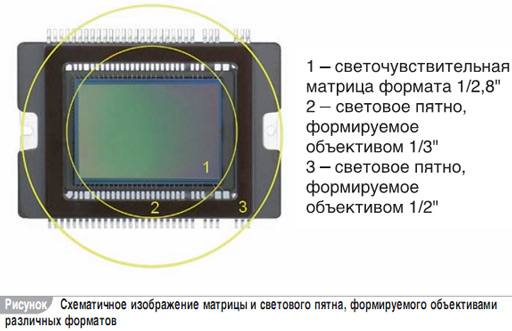 1 – светочувствительная
матрица формата 1/2,8"
2 – световое пятно,
формируемое
объективом 1/3"
3 – световое пятно,
формируемое
объективом 1/2"
1
2
3
Рисунок Схематичное изображение матрицы и светового пятна, формируемого объективами
различных форматов